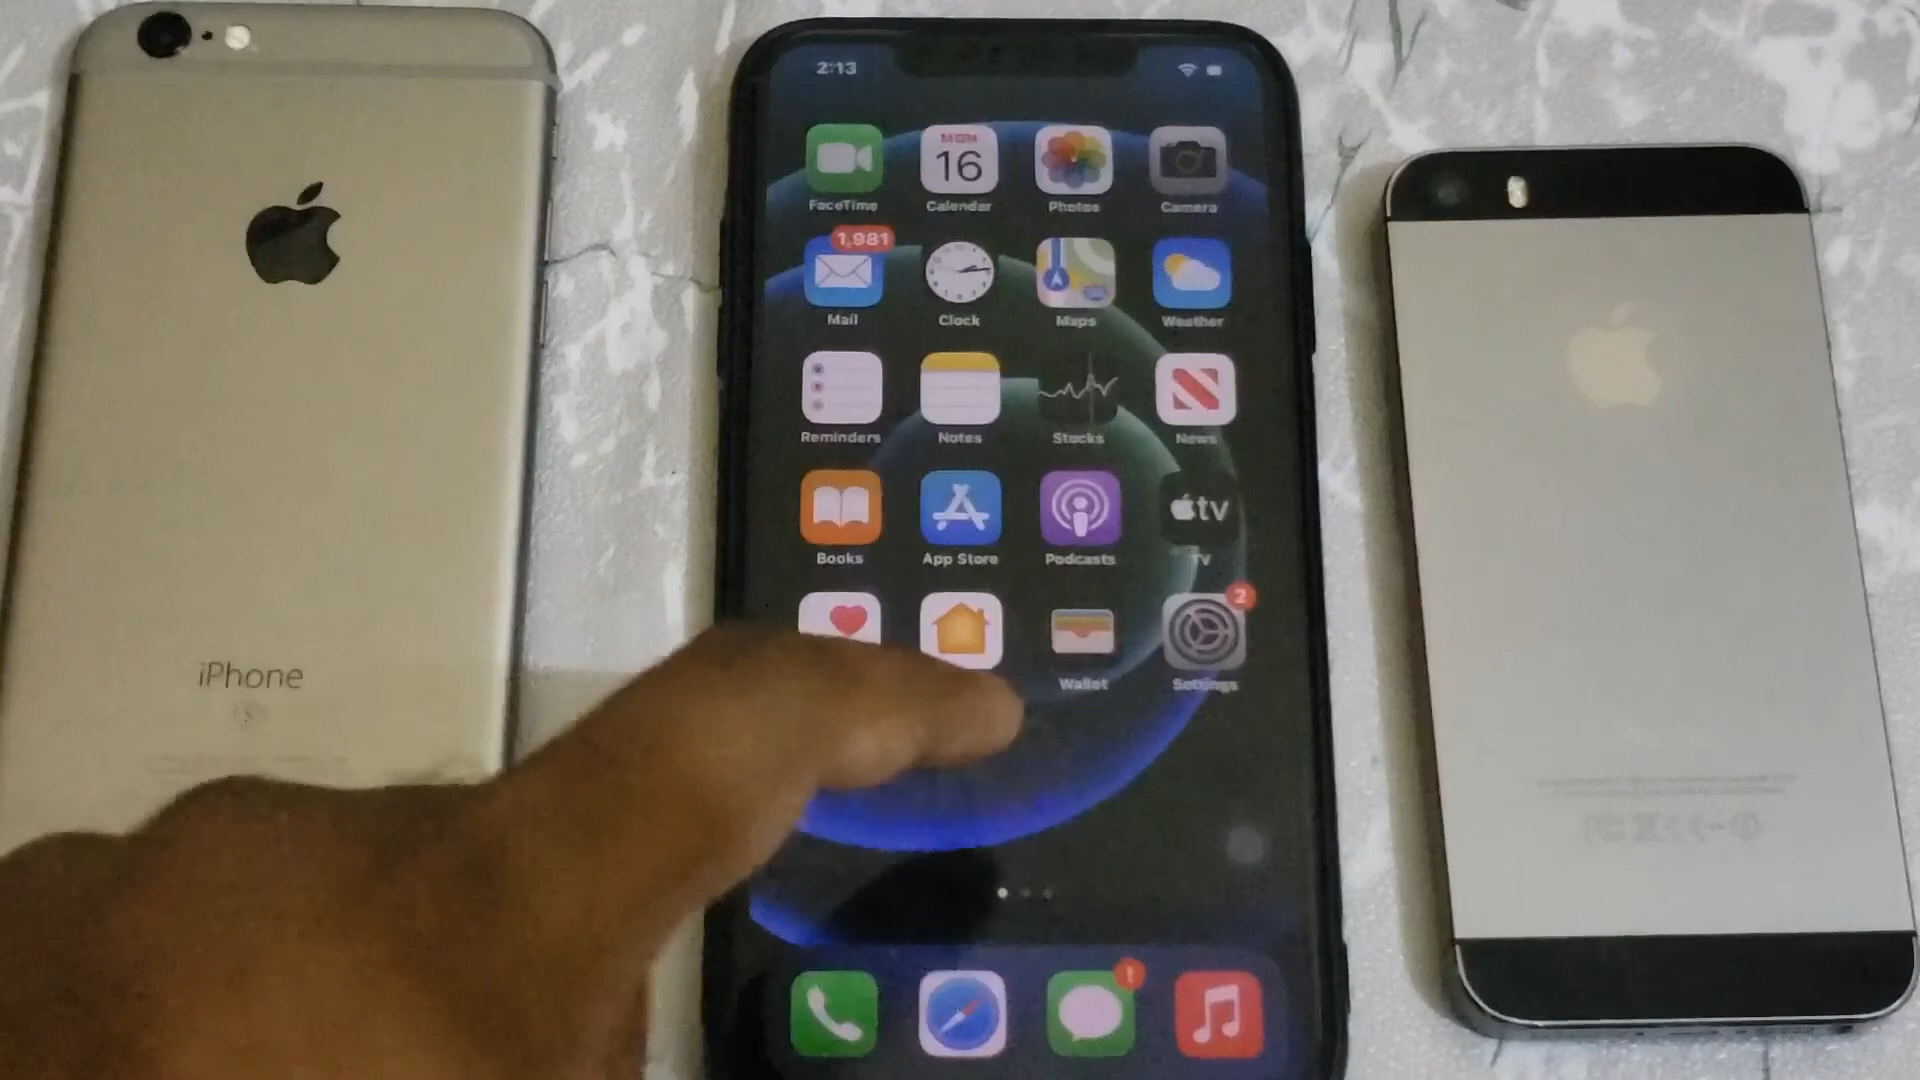 2:13
MON
16
FaceTime
Calendar
Photos
Camera
1,981
Mail
Clock
Maps
Weather
Reminders
Notes
Stocks
News
tv
Books
App Store
Podcasts
TV
2
Wallet
Settings
1
iPhone
S